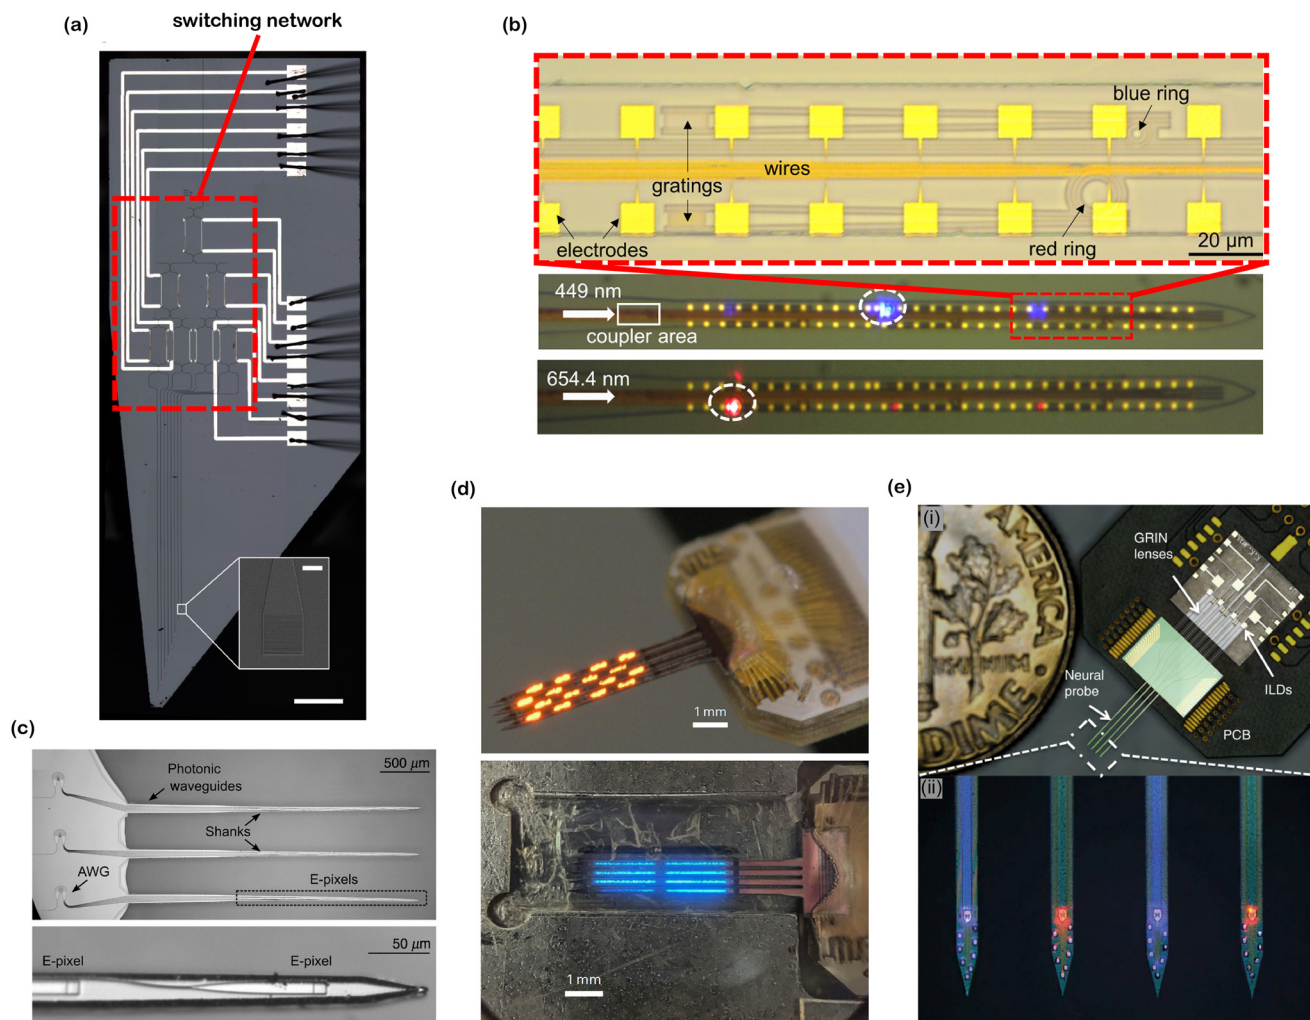 (a)
switching network
(b)
blue ring
wires
gratings
electrodes
red ring
20 µm
449 nm
coupler area
654.4 nm
(c)
500 µm
Photonic
waveguides
Shanks
AWG
E-pixels
50 µm
E-pixel
E-pixel
(d)
1 mm
1 mm
(e)
(i)
AMERICA
GRIN
lenses
ILDs
Neural
probe
PCB
DIME
(ii)